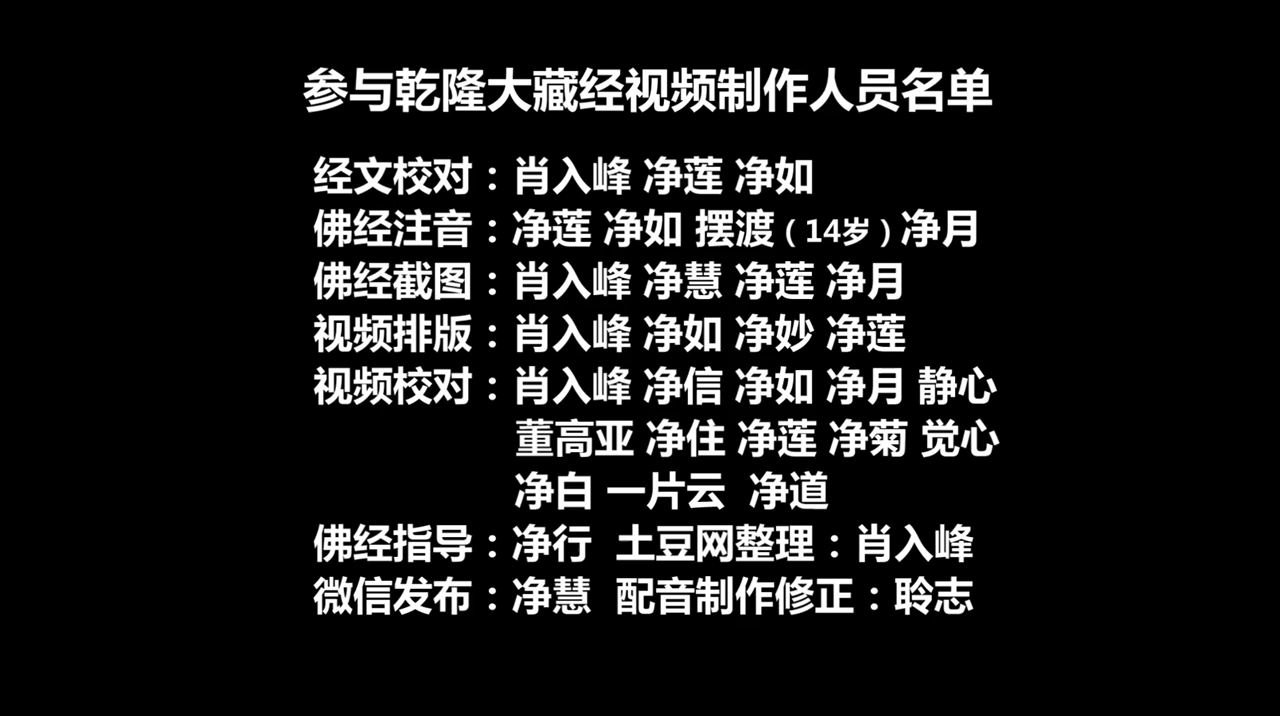 参与乾隆大藏经视频制作人员名单
经文校对：肖入峰 净莲 净如
佛经注音：净莲 净如 摆渡（14岁）净月
佛经截图：肖入峰 净慧 净莲 净月
视频排版：肖入峰 净如 净妙 净莲
视频校对：肖入峰 净信 净如 净月 静心
董高亚 净住 净莲 净菊 觉心
净白 一片云 净道
佛经指导：净行 土豆网整理：肖入峰
微信发布：净慧 配音制作修正：聆志